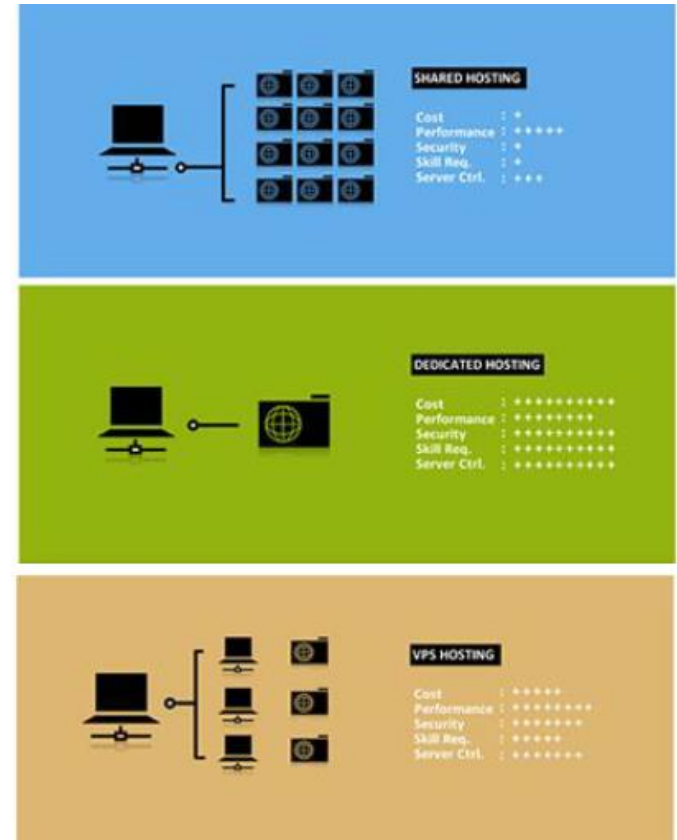 SHARED HOSTING
Cost : +
Performance : +++++
Security : +
Skill Req. : +
Server Ctrl. : +++
DEDICATED HOSTING
Cost : ++++++++++
Performance : ++++++++
Security : ++++++++++
Skill Req. : ++++++++++
Server Ctrl. : ++++++++++
VPS HOSTING
Cost : +++++
Performance : ++++++++
Security : +++++++
Skill Req. : +++++
Server Ctrl. : +++++++